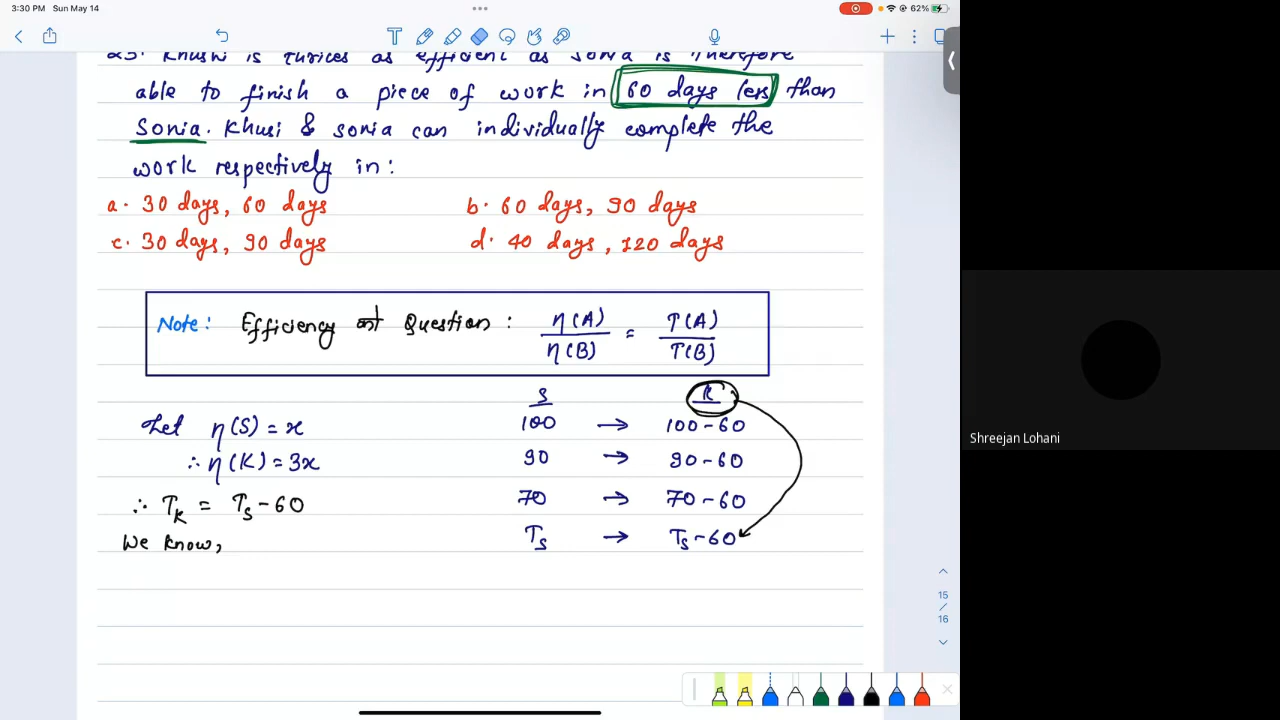 3:30 PM Sun May 14
62%
23. Khushi is thrices as efficient as Sonia is Therefore
able to finish a piece of work in 60 days less than
Sonia. Khusi & sonia can individually complete the
work respectively in:
a. 30 days, 60 days b. 60 days, 90 days
c. 30 days, 90 days d. 40 days, 120 days
Note: Efficiency Question: η(A)/η(B) = T(A)/T(B)
S K
Let η(S) = x 100 → 100-60
∴ η(K) = 3x 90 → 90-60
∴ T_K = T_S - 60 70 → 70-60
We know, T_S → T_S-60
Shreejan Lohani
15
/
16